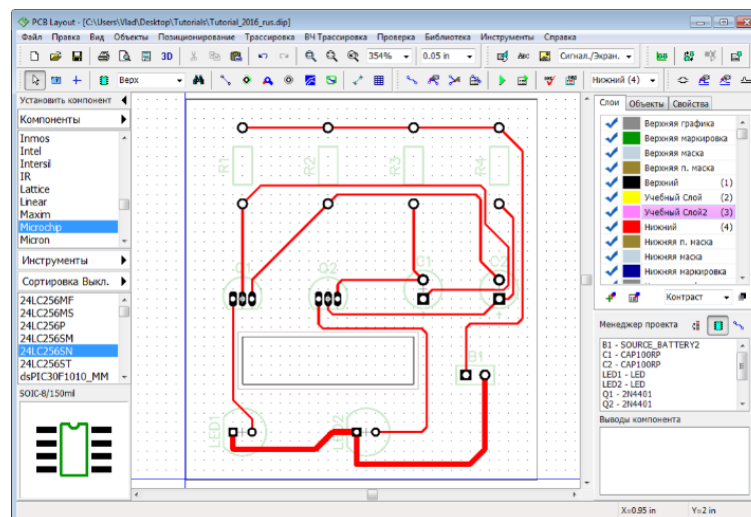 PCB Layout - [C:\Users\Vlad\Desktop\Tutorials\Tutorial_2016_rus.dip]
Файл Правка Вид Объекты Позиционирование Трассировка ВЧ Трассировка Проверка Библиотека Инструменты Справка
3D 354% 0.05 in Abc Сигнал./Экран.
Верх Нижний (4)
Установить компонент
Компоненты
Inmos
Intel
Intersil
IR
Lattice
Linear
Maxim
Microchip
Micron
Инструменты
Сортировка Выкл.
24LC256MF
24LC256MS
24LC256P
24LC256SM
24LC256SN
24LC256ST
dsPIC30F1010_MM
SOIC-8/150ml
R1
R2
R3
R4
Q1
Q2
C1
C2
B1
LED1
LED2
Слои Объекты Свойства
Верхняя графика
Верхняя маркировка
Верхняя маска
Верхняя п. маска
Верхний (1)
Учебный Слой (2)
Учебный Слой2 (3)
Нижний (4)
Нижняя п. маска
Нижняя маска
Нижняя маркировка
Контраст
Менеджер проекта
B1 - SOURCE_BATTERY2
C1 - CAP100RP
C2 - CAP100RP
LED1 - LED
LED2 - LED
Q1 - 2N4401
Q2 - 2N4401
Выводы компонента
X=0.95 in Y=2 in